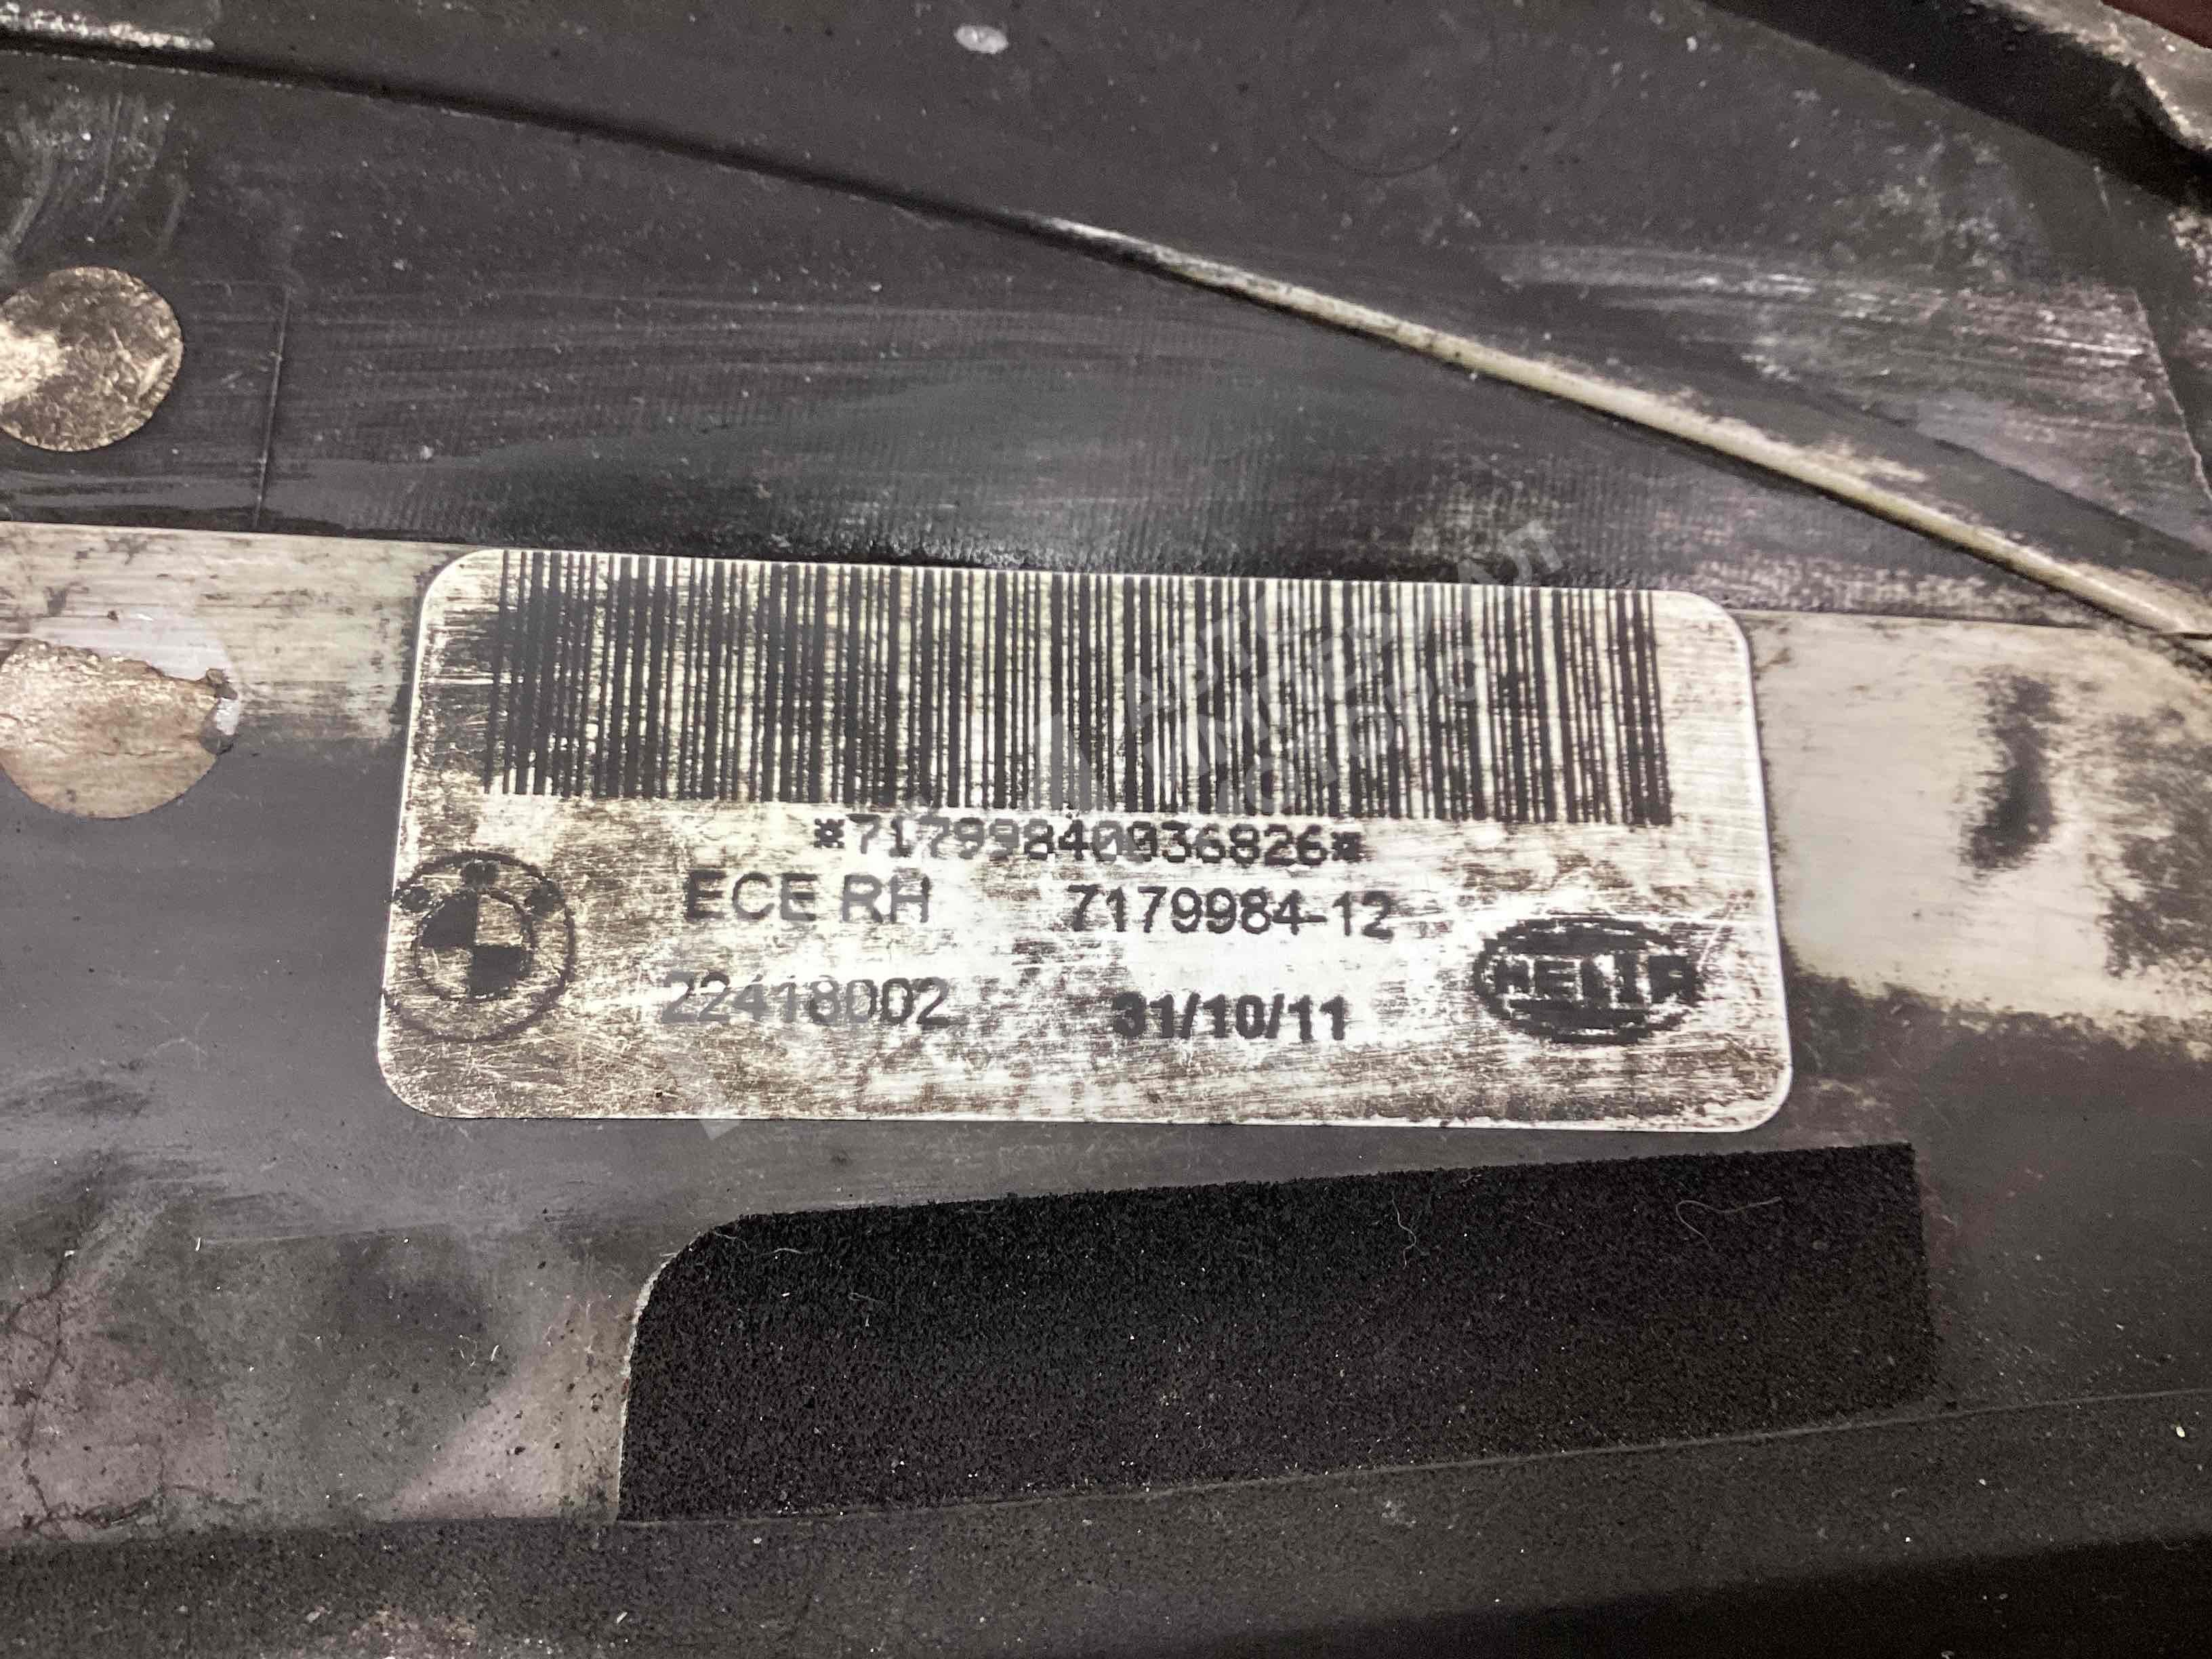 *71799840036826*
ECE RH 7179984-12
22418002 31/10/11
HELLA